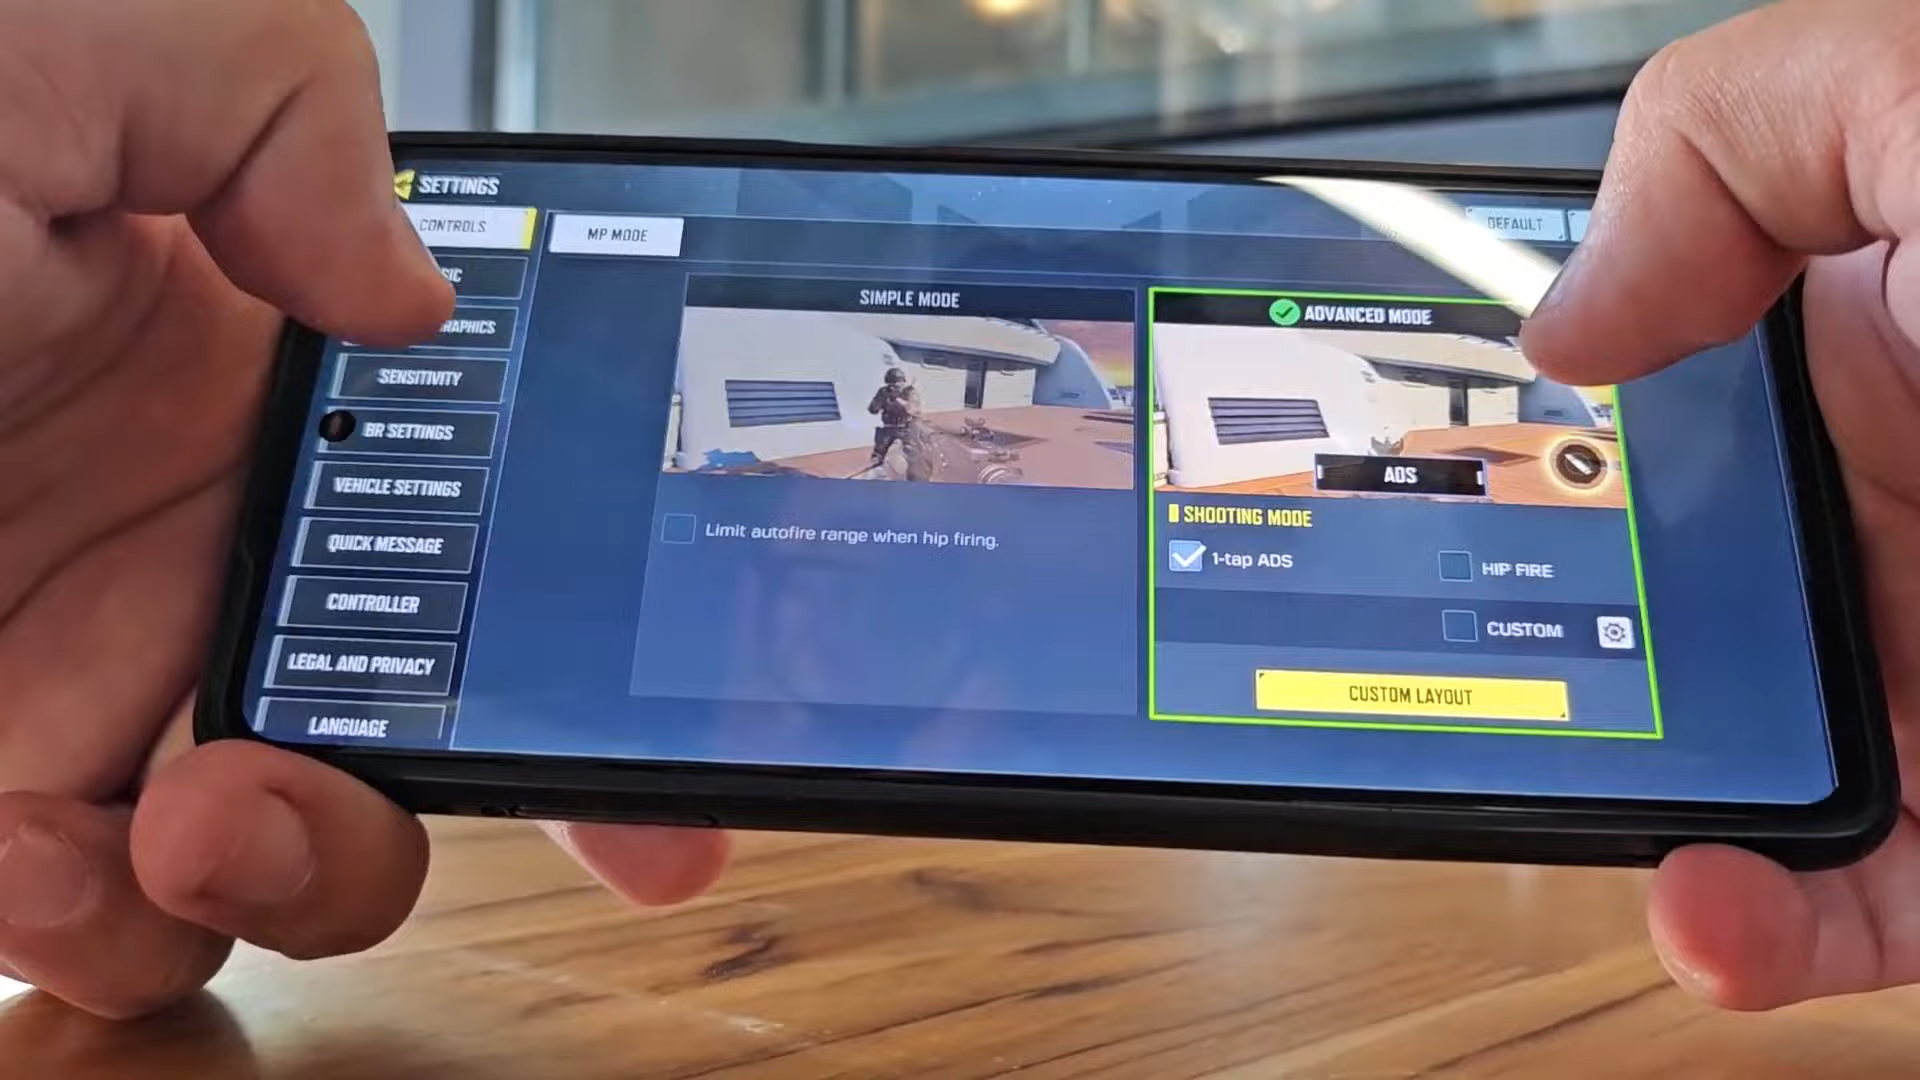 SETTINGS
CONTROLS
MP MODE
DEFAULT
SENSITIVITY
BR SETTINGS
VEHICLE SETTINGS
QUICK MESSAGE
CONTROLLER
LEGAL AND PRIVACY
LANGUAGE
SIMPLE MODE
Limit autofire range when hip firing.
ADVANCED MODE
ADS
SHOOTING MODE
1-tap ADS
HIP FIRE
CUSTOM
CUSTOM LAYOUT